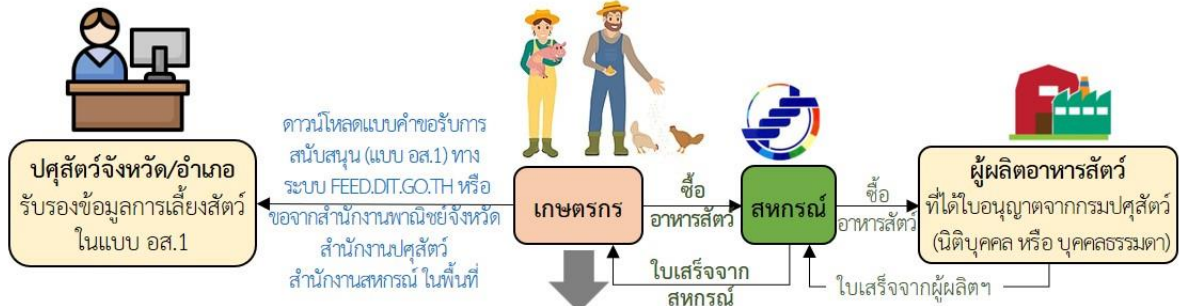 ปศุสัตว์จังหวัด/อำเภอ
รับรองข้อมูลการเลี้ยงสัตว์
ในแบบ อส.1
ดาวน์โหลดแบบคำขอรับการ
สนับสนุน (แบบ อส.1) ทาง
ระบบ FEED.DIT.GO.TH หรือ
ขอจากสำนักงานพาณิชย์จังหวัด
สำนักงานปศุสัตว์
สำนักงานสหกรณ์ ในพื้นที่
เกษตรกร
ซื้อ
อาหารสัตว์
สหกรณ์
ซื้อ
อาหารสัตว์
ผู้ผลิตอาหารสัตว์
ที่ได้ใบอนุญาตจากกรมปศุสัตว์
(นิติบุคคล หรือ บุคคลธรรมดา)
ใบเสร็จจาก
สหกรณ์
ใบเสร็จจากผู้ผลิตฯ